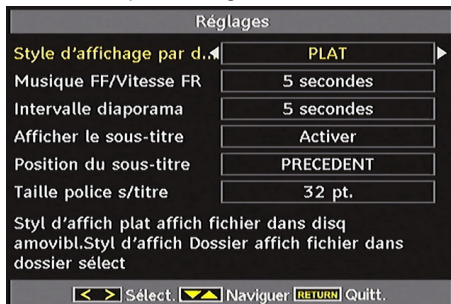 Réglages
Style d'affichage par d.. PLAT
Musique FF/Vitesse FR 5 secondes
Intervalle diaporama 5 secondes
Afficher le sous-titre Activer
Position du sous-titre PRECEDENT
Taille police s/titre 32 pt.
Styl d'affich plat affich fichier dans disq
amovibl.Styl d'affich Dossier affich fichier dans
dossier sélect
Sélect. Naviguer RETURN Quitt.